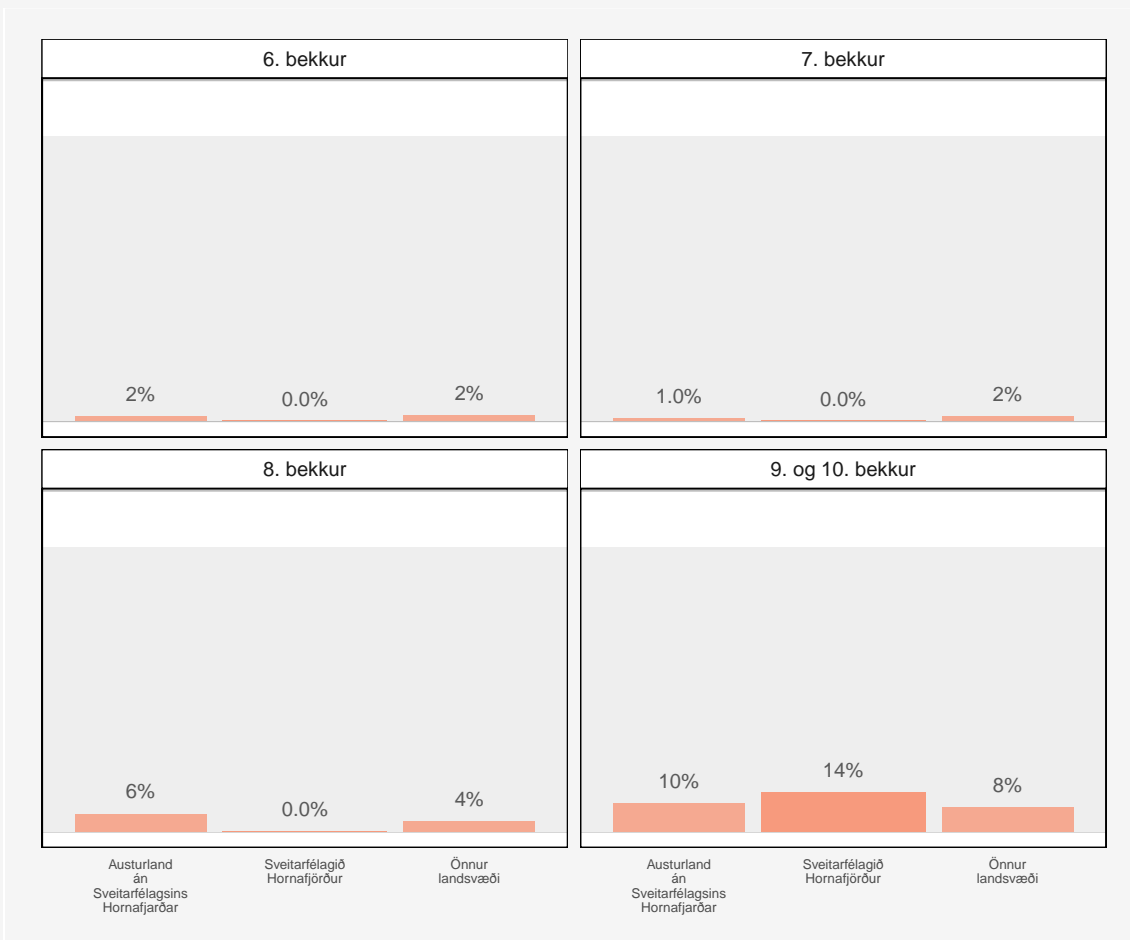 6. bekkur
7. bekkur
2%
0.0%
2%
1.0%
0.0%
2%
8. bekkur
9. og 10. bekkur
6%
0.0%
4%
10%
14%
8%
Austurland
án
Sveitarfélagsins
Hornafjarðar
Sveitarfélagið
Hornafjörður
Önnur
landsvæði
Austurland
án
Sveitarfélagsins
Hornafjarðar
Sveitarfélagið
Hornafjörður
Önnur
landsvæði